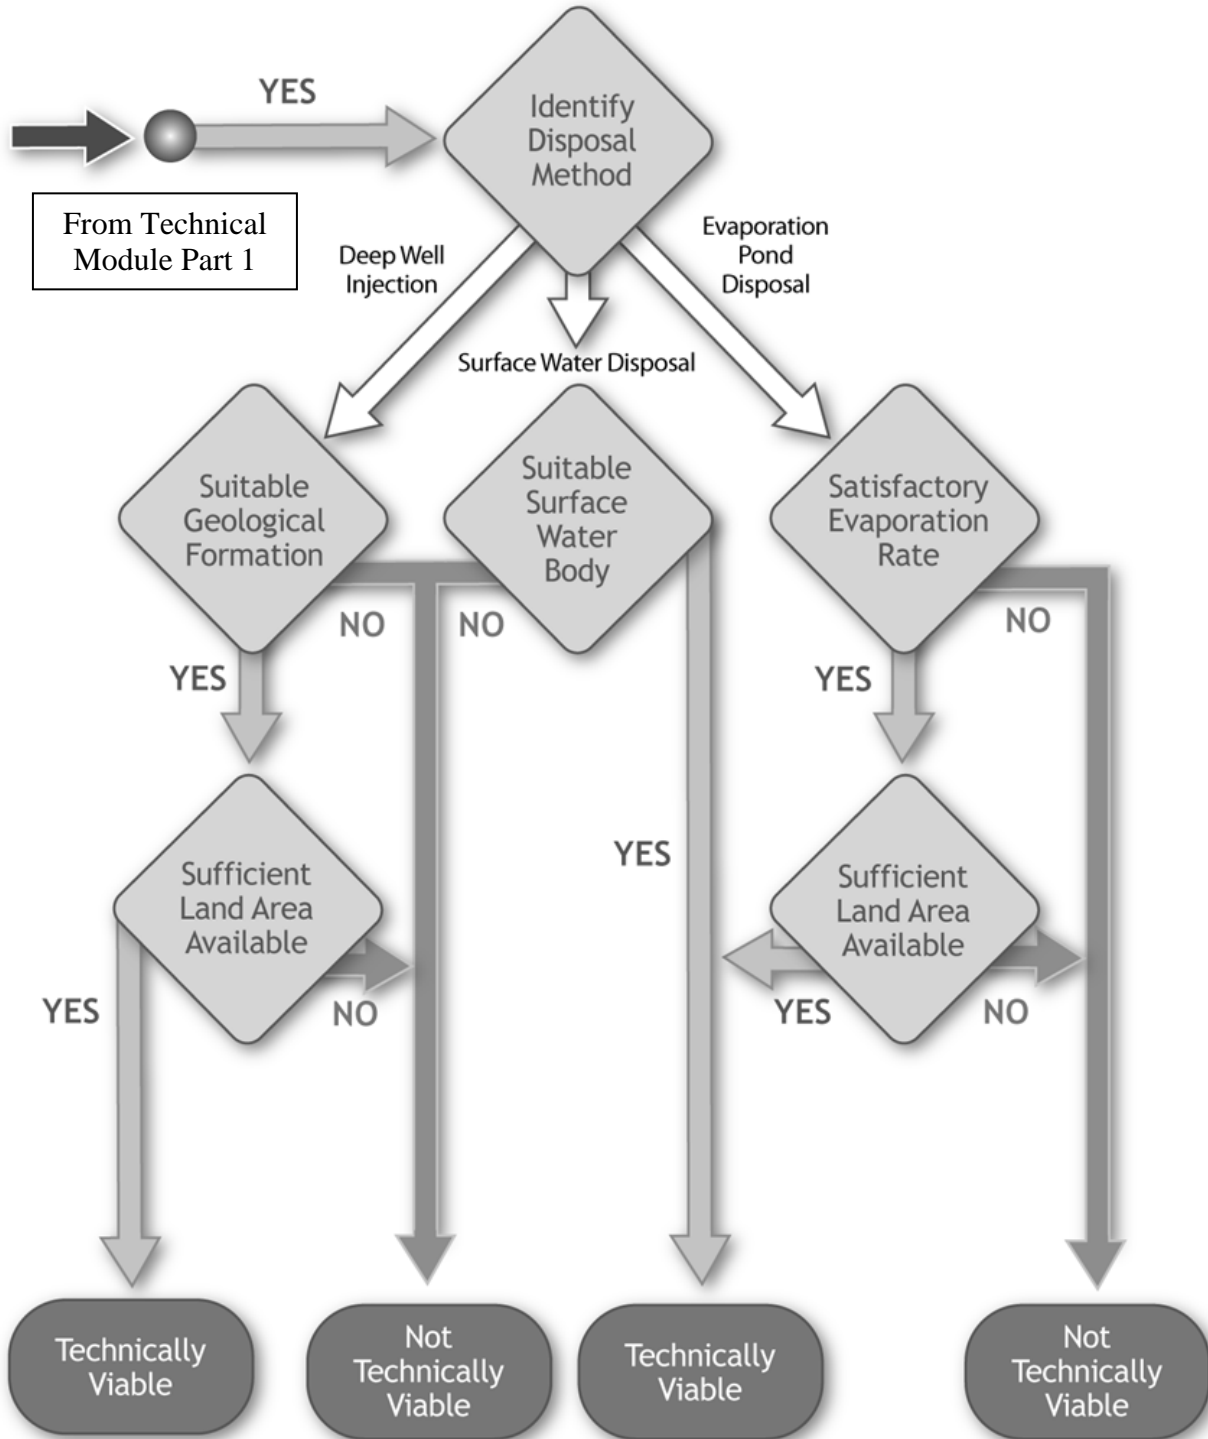 YES
Identify
Disposal
Method
From Technical
Module Part 1
Deep Well
Injection
Evaporation
Pond
Disposal
Surface Water Disposal
Suitable
Geological
Formation
Suitable
Surface
Water
Body
Satisfactory
Evaporation
Rate
NO
NO
NO
YES
YES
Sufficient
Land Area
Available
YES
Sufficient
Land Area
Available
YES
NO
YES
NO
Technically
Viable
Not
Technically
Viable
Technically
Viable
Not
Technically
Viable